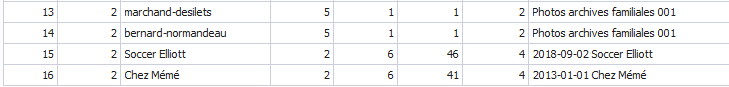 13 2 marchand-desilets 5 1 1 2 Photos archives familiales 001
14 2 bernard-normandeau 5 1 1 2 Photos archives familiales 001
15 2 Soccer Elliott 2 6 46 4 2018-09-02 Soccer Elliott
16 2 Chez Mémé 2 6 41 4 2013-01-01 Chez Mémé